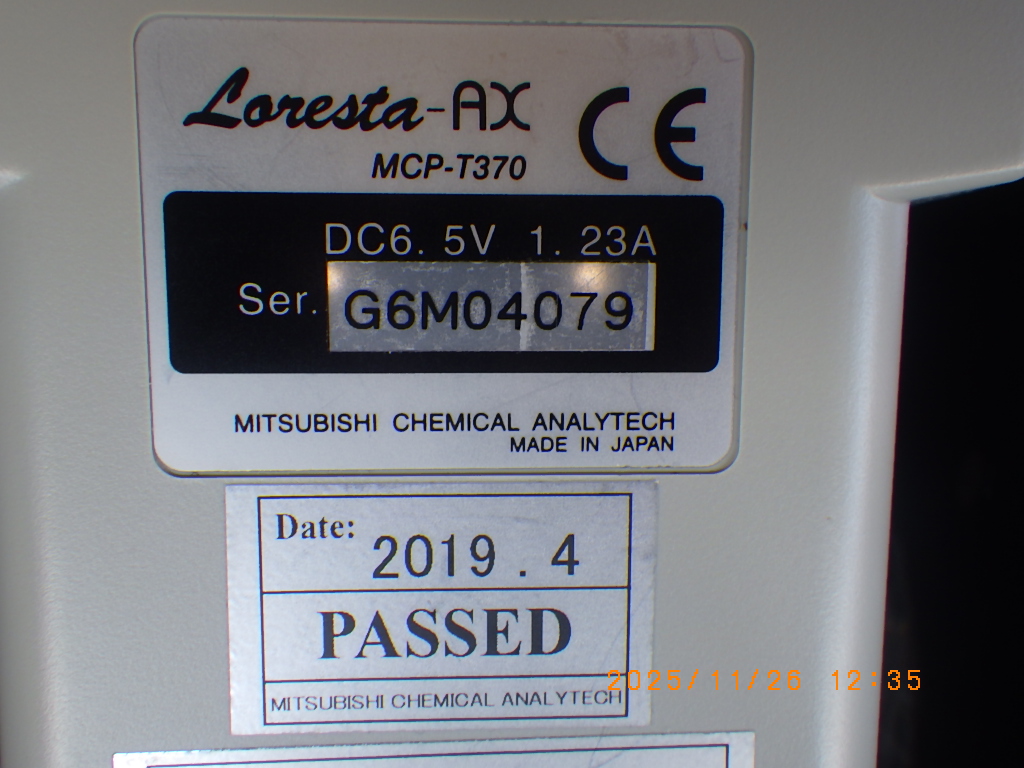 Loresta-AX
MCP-T370
CE
DC6.5V 1.23A
Ser. G6M04079
MITSUBISHI CHEMICAL ANALYTECH
MADE IN JAPAN
Date: 2019.4
PASSED
MITSUBISHI CHEMICAL ANALYTECH
2025/11/26 12:35